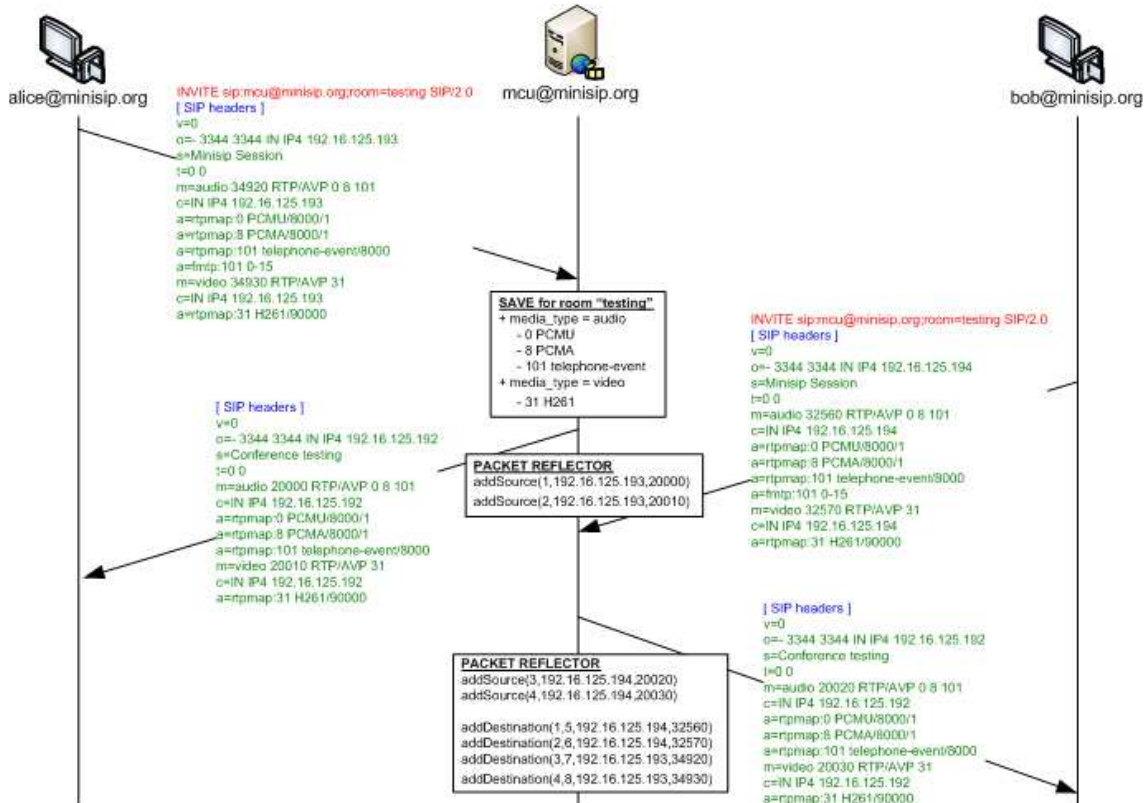 alice@minisip.org
mcu@minisip.org
bob@minisip.org
INVITE sip:mcu@minisip.org;room=testing SIP/2.0
[ SIP headers ]
v=0
o=- 3344 3344 IN IP4 192.16.125.193
s=Minisip Session
t=0 0
m=audio 34920 RTP/AVP 0 8 101
c=IN IP4 192.16.125.193
a=rtpmap:0 PCMU/8000/1
a=rtpmap:8 PCMA/8000/1
a=rtpmap:101 telephone-event/8000
a=fmtp:101 0-15
m=video 34930 RTP/AVP 31
c=IN IP4 192.16.125.193
a=rtpmap:31 H261/90000
SAVE for room "testing"
+ media_type = audio
- 0 PCMU
- 8 PCMA
- 101 telephone-event
+ media_type = video
- 31 H261
INVITE sip:mcu@minisip.org;room=testing SIP/2.0
[ SIP headers ]
v=0
o=- 3344 3344 IN IP4 192.16.125.194
s=Minisip Session
t=0 0
m=audio 32560 RTP/AVP 0 8 101
c=IN IP4 192.16.125.194
a=rtpmap:0 PCMU/8000/1
a=rtpmap:8 PCMA/8000/1
a=rtpmap:101 telephone-event/8000
a=fmtp:101 0-15
m=video 32570 RTP/AVP 31
c=IN IP4 192.16.125.194
a=rtpmap:31 H261/90000
[ SIP headers ]
v=0
o=- 3344 3344 IN IP4 192.16.125.192
s=Conference testing
t=0 0
m=audio 20000 RTP/AVP 0 8 101
c=IN IP4 192.16.125.192
a=rtpmap:0 PCMU/8000/1
a=rtpmap:8 PCMA/8000/1
a=rtpmap:101 telephone-event/8000
m=video 20010 RTP/AVP 31
c=IN IP4 192.16.125.192
a=rtpmap:31 H261/90000
PACKET REFLECTOR
addSource(1,192.16.125.193,20000)
addSource(2,192.16.125.193,20010)
PACKET REFLECTOR
addSource(3,192.16.125.194,20020)
addSource(4,192.16.125.194,20030)
addDestination(1,5,192.16.125.194,32560)
addDestination(2,6,192.16.125.194,32570)
addDestination(3,7,192.16.125.193,34920)
addDestination(4,8,192.16.125.193,34930)
[ SIP headers ]
v=0
o=- 3344 3344 IN IP4 192.16.125.192
s=Conference testing
t=0 0
m=audio 20020 RTP/AVP 0 8 101
c=IN IP4 192.16.125.192
a=rtpmap:0 PCMU/8000/1
a=rtpmap:8 PCMA/8000/1
a=rtpmap:101 telephone-event/8000
m=video 20030 RTP/AVP 31
c=IN IP4 192.16.125.192
a=rtpmap:31 H261/90000